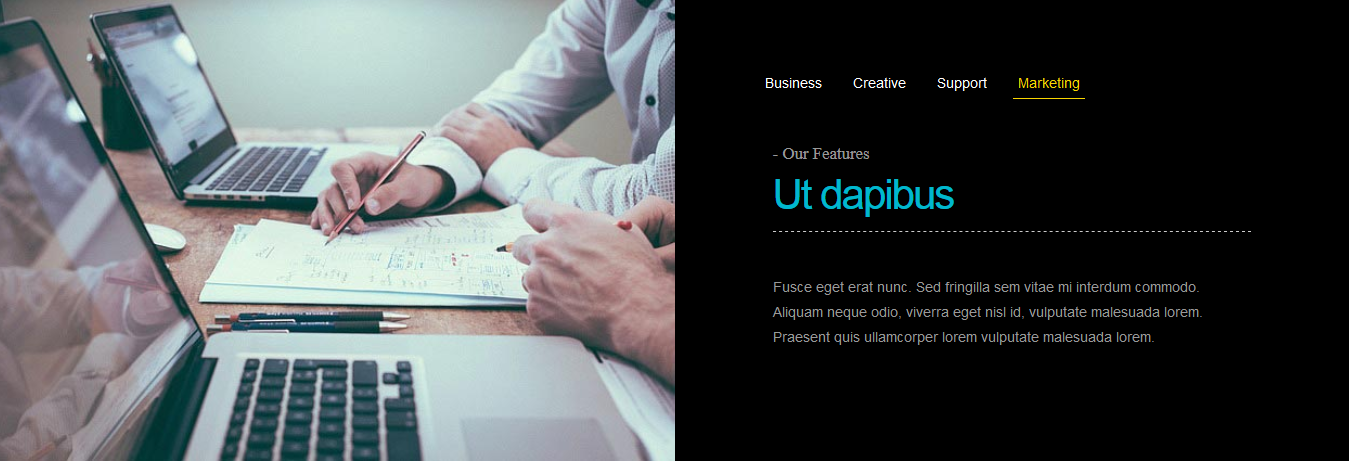 Business Creative Support Marketing
- Our Features
Ut dapibus
Fusce eget erat nunc. Sed fringilla sem vitae mi interdum commodo.
Aliquam neque odio, viverra eget nisl id, vulputate malesuada lorem.
Praesent quis ullamcorper lorem vulputate malesuada lorem.